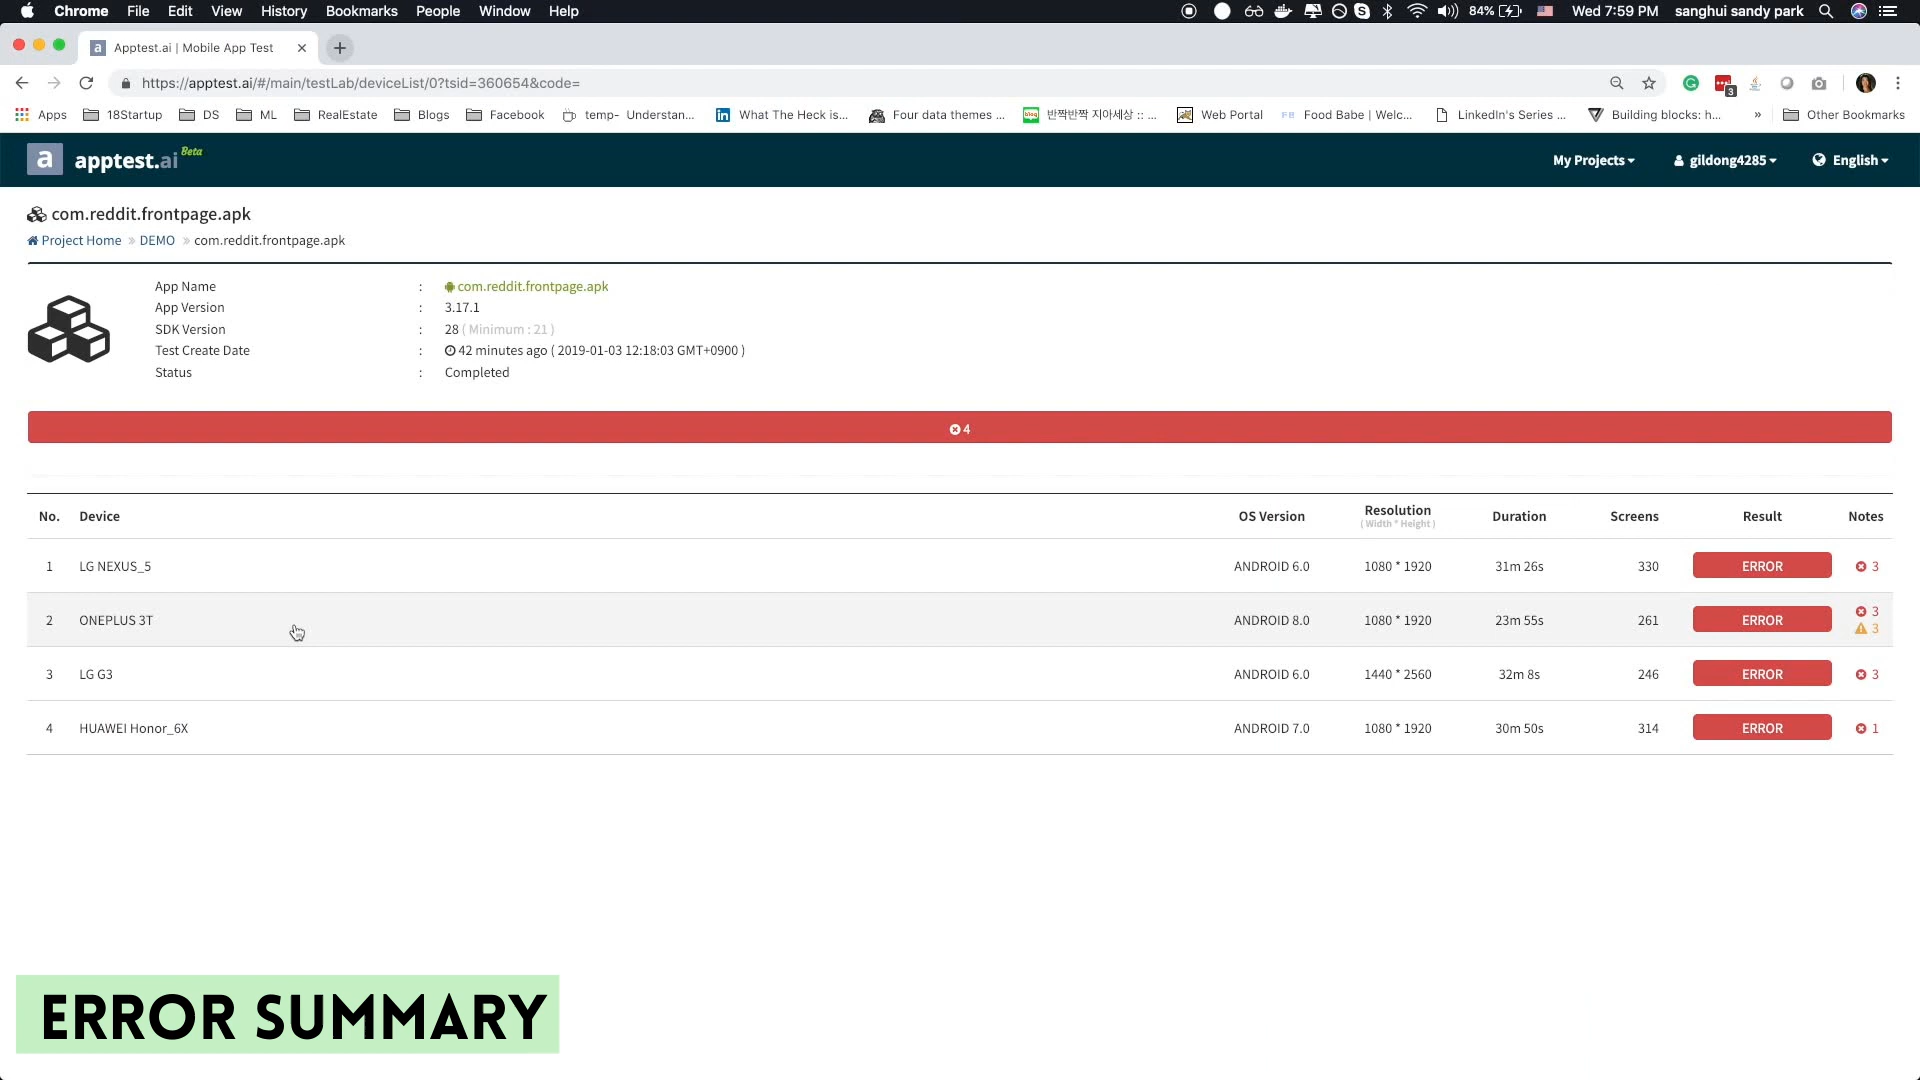 Chrome File Edit View History Bookmarks People Window Help 84% Wed 7:59 PM sanghui sandy park
a Apptest.ai | Mobile App Test
https://apptest.ai/#/main/testLab/deviceList/0?tsid=360654&code= 3
Apps 18Startup DS ML RealEstate Blogs Facebook temp- Understan... What The Heck is... Four data themes ... 반짝반짝 지아세상 :: ... Web Portal FB Food Babe | Welc... LinkedIn's Series ... Building blocks: h... » Other Bookmarks
a apptest.ai Beta My Projects gildong4285 English
com.reddit.frontpage.apk
Project Home » DEMO » com.reddit.frontpage.apk
App Name : com.reddit.frontpage.apk
App Version : 3.17.1
SDK Version : 28 ( Minimum : 21 )
Test Create Date : 42 minutes ago ( 2019-01-03 12:18:03 GMT+0900 )
Status : Completed
4
No. Device OS Version Resolution ( Width * Height ) Duration Screens Result Notes
1 LG NEXUS_5 ANDROID 6.0 1080 * 1920 31m 26s 330 ERROR 3
2 ONEPLUS 3T ANDROID 8.0 1080 * 1920 23m 55s 261 ERROR 3 3
3 LG G3 ANDROID 6.0 1440 * 2560 32m 8s 246 ERROR 3
4 HUAWEI Honor_6X ANDROID 7.0 1080 * 1920 30m 50s 314 ERROR 1
ERROR SUMMARY